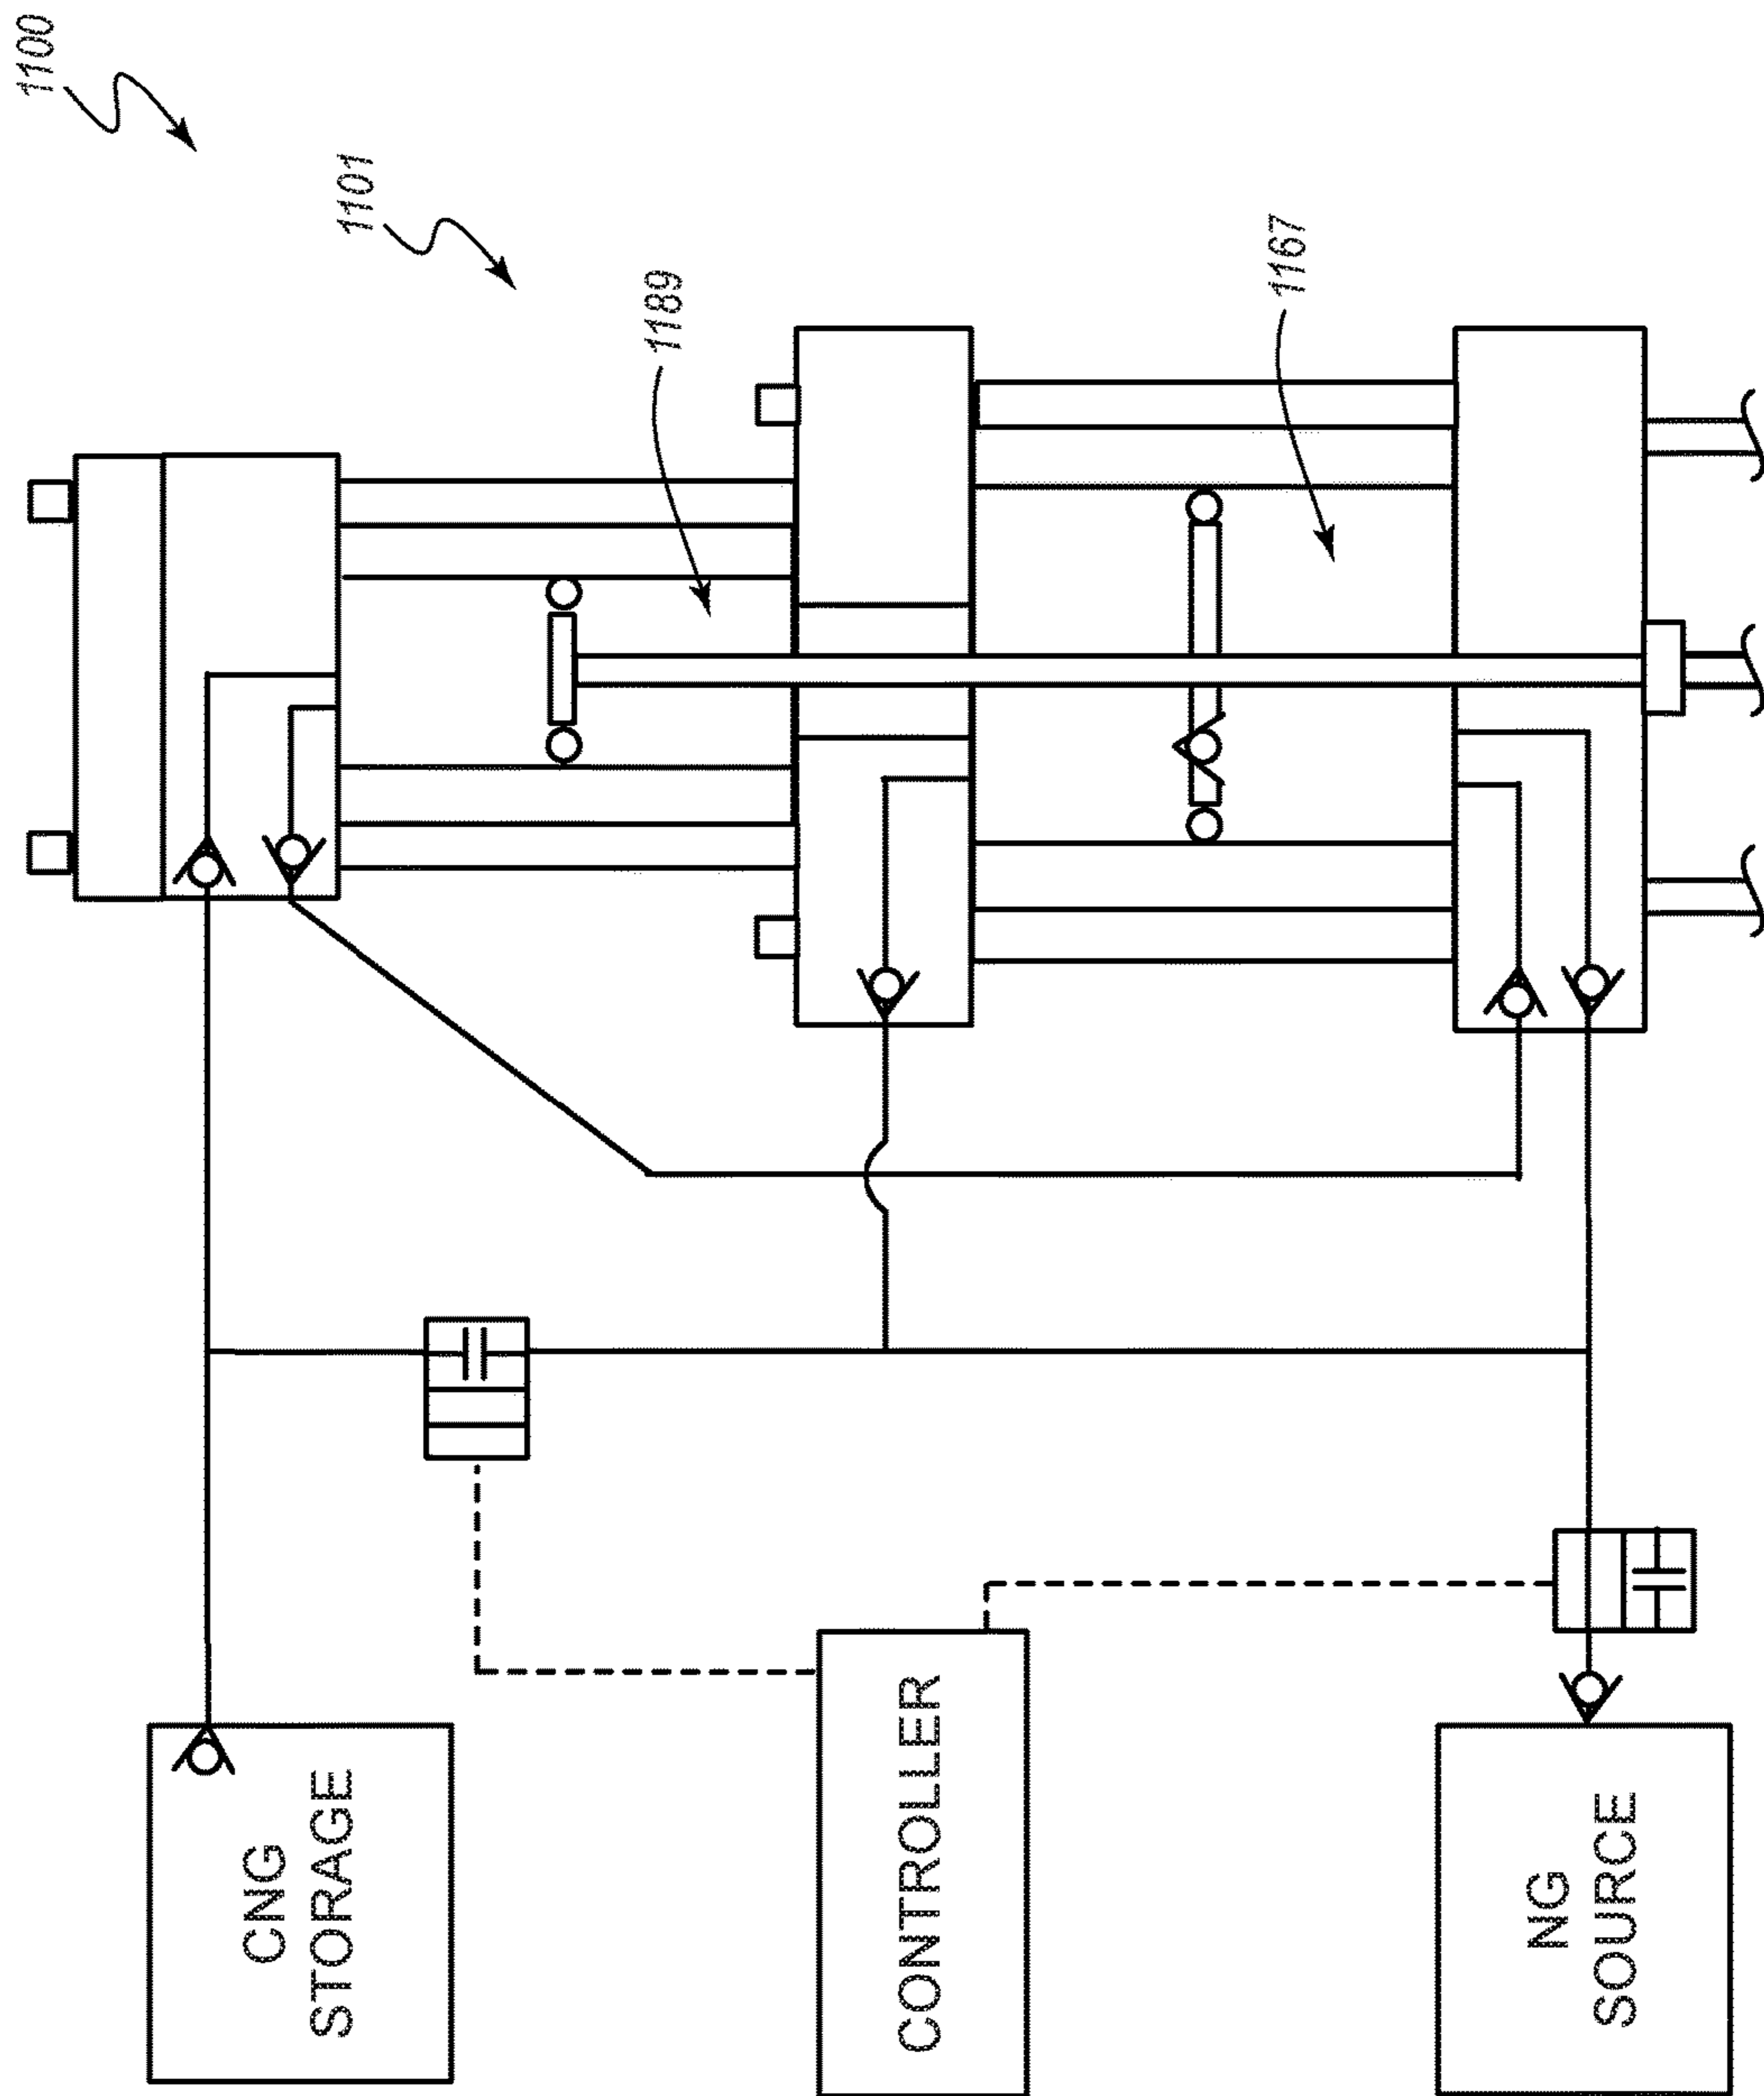 1100
1101
1189
1167
CNG
STORAGE
CONTROLLER
NG
SOURCE